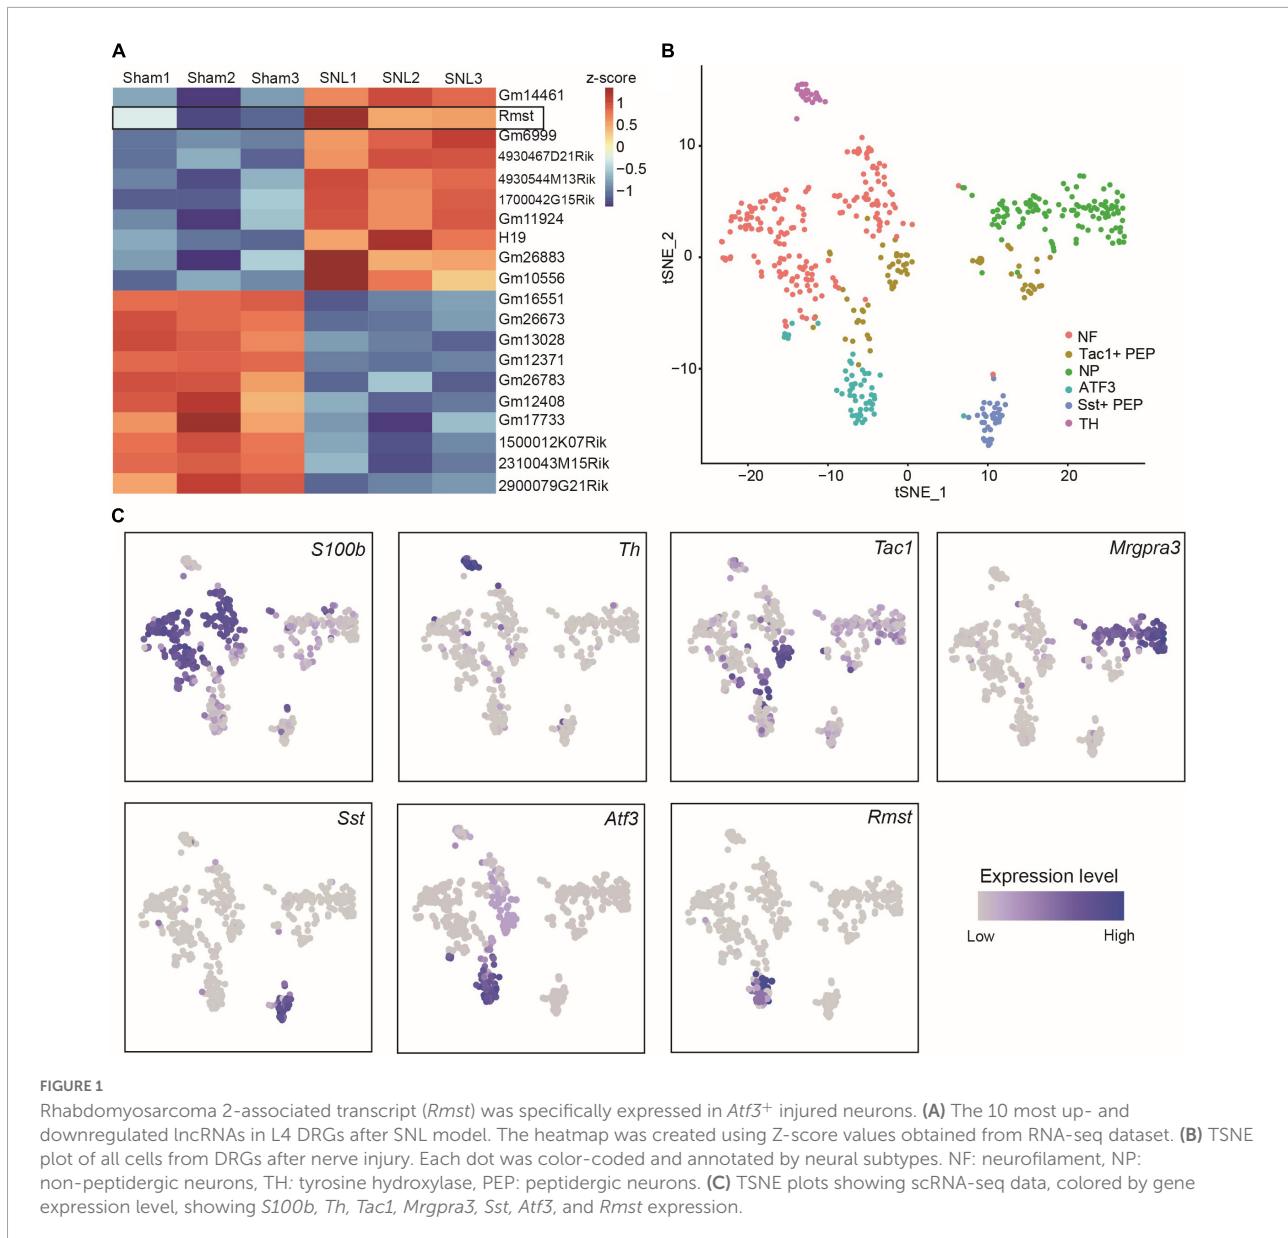 A
Sham1 Sham2 Sham3 SNL1 SNL2 SNL3
z-score
1
0.5
0
−0.5
−1
Gm14461
Rmst
Gm6999
4930467D21Rik
4930544M13Rik
1700042G15Rik
Gm11924
H19
Gm26883
Gm10556
Gm16551
Gm26673
Gm13028
Gm12371
Gm26783
Gm12408
Gm17733
1500012K07Rik
2310043M15Rik
2900079G21Rik
B
tSNE_2
10
0
−10
−20 −10 0 10 20
tSNE_1
NF
Tac1+ PEP
NP
ATF3
Sst+ PEP
TH
C
S100b
Th
Tac1
Mrgpra3
Sst
Atf3
Rmst
Expression level
Low High
FIGURE 1
Rhabdomyosarcoma 2-associated transcript (Rmst) was specifically expressed in Atf3+ injured neurons. (A) The 10 most up- and
downregulated lncRNAs in L4 DRGs after SNL model. The heatmap was created using Z-score values obtained from RNA-seq dataset. (B) TSNE
plot of all cells from DRGs after nerve injury. Each dot was color-coded and annotated by neural subtypes. NF: neurofilament, NP:
non-peptidergic neurons, TH: tyrosine hydroxylase, PEP: peptidergic neurons. (C) TSNE plots showing scRNA-seq data, colored by gene
expression level, showing S100b, Th, Tac1, Mrgpra3, Sst, Atf3, and Rmst expression.